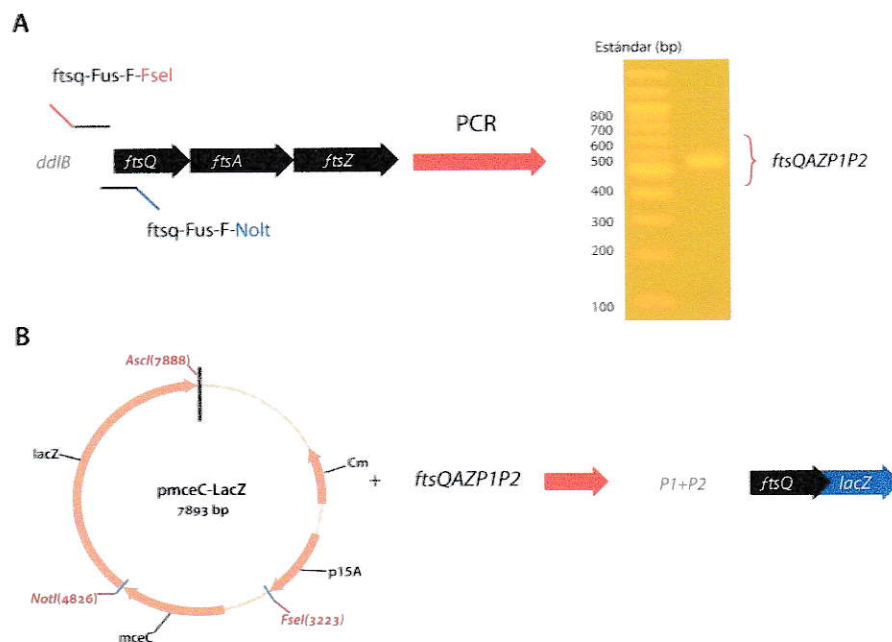 A
Estándar (bp)
ftsq-Fus-F-FseI
PCR
ddlB
ftsQ
ftsA
ftsZ
ftsq-Fus-F-NoIt
800
700
600
500
400
300
200
100
ftsQAZP1P2
B
AscI(7888)
lacZ
Cm
pmceC-LacZ
7893 bp
p15A
NotI(4826)
mceC
FseI(3223)
+
ftsQAZP1P2
P1+P2
ftsQ
lacZ